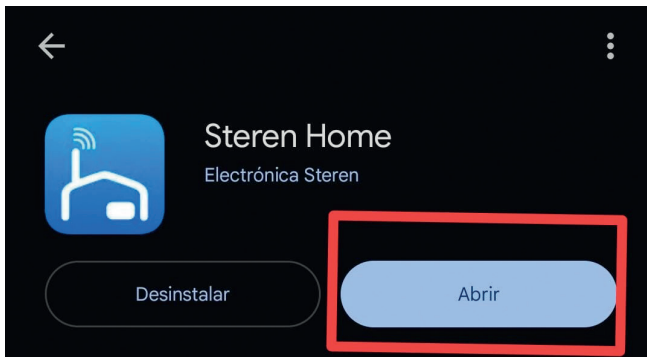 Steren Home
Electrónica Steren
Desinstalar
Abrir